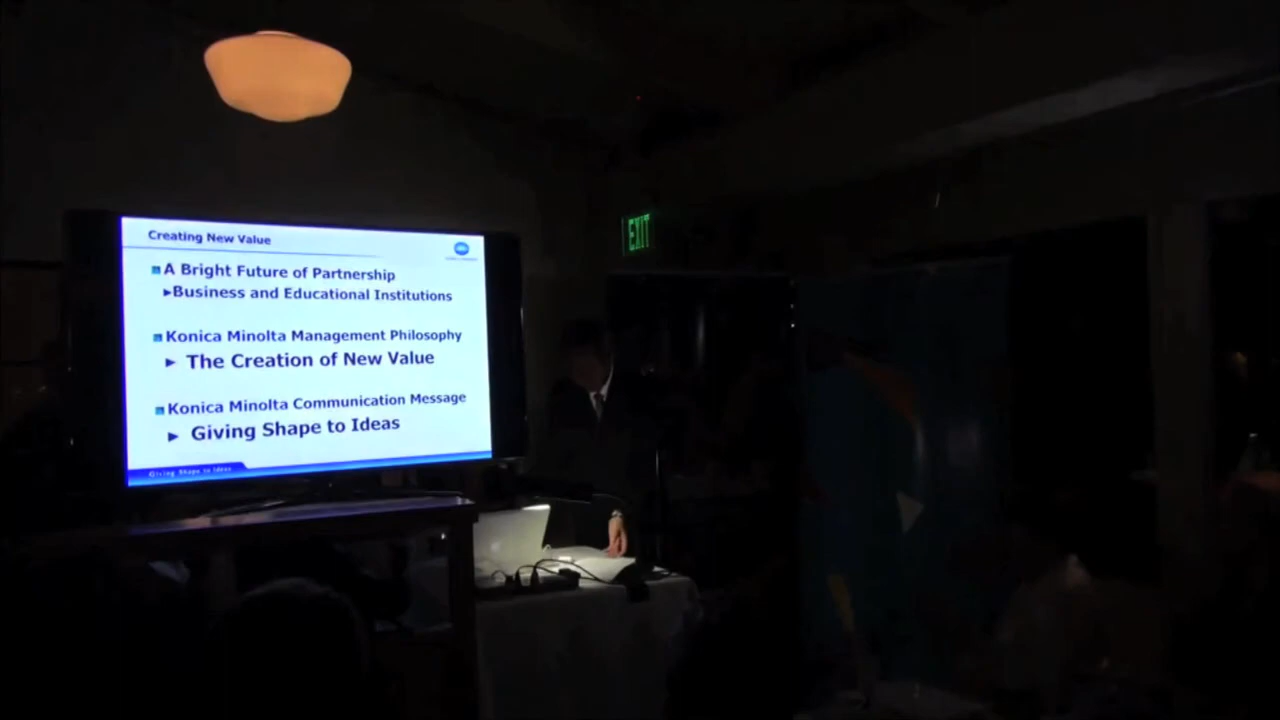 EXIT
Creating New Value
A Bright Future of Partnership
Business and Educational Institutions
Konica Minolta Management Philosophy
The Creation of New Value
Konica Minolta Communication Message
Giving Shape to Ideas
Giving Shape to Ideas